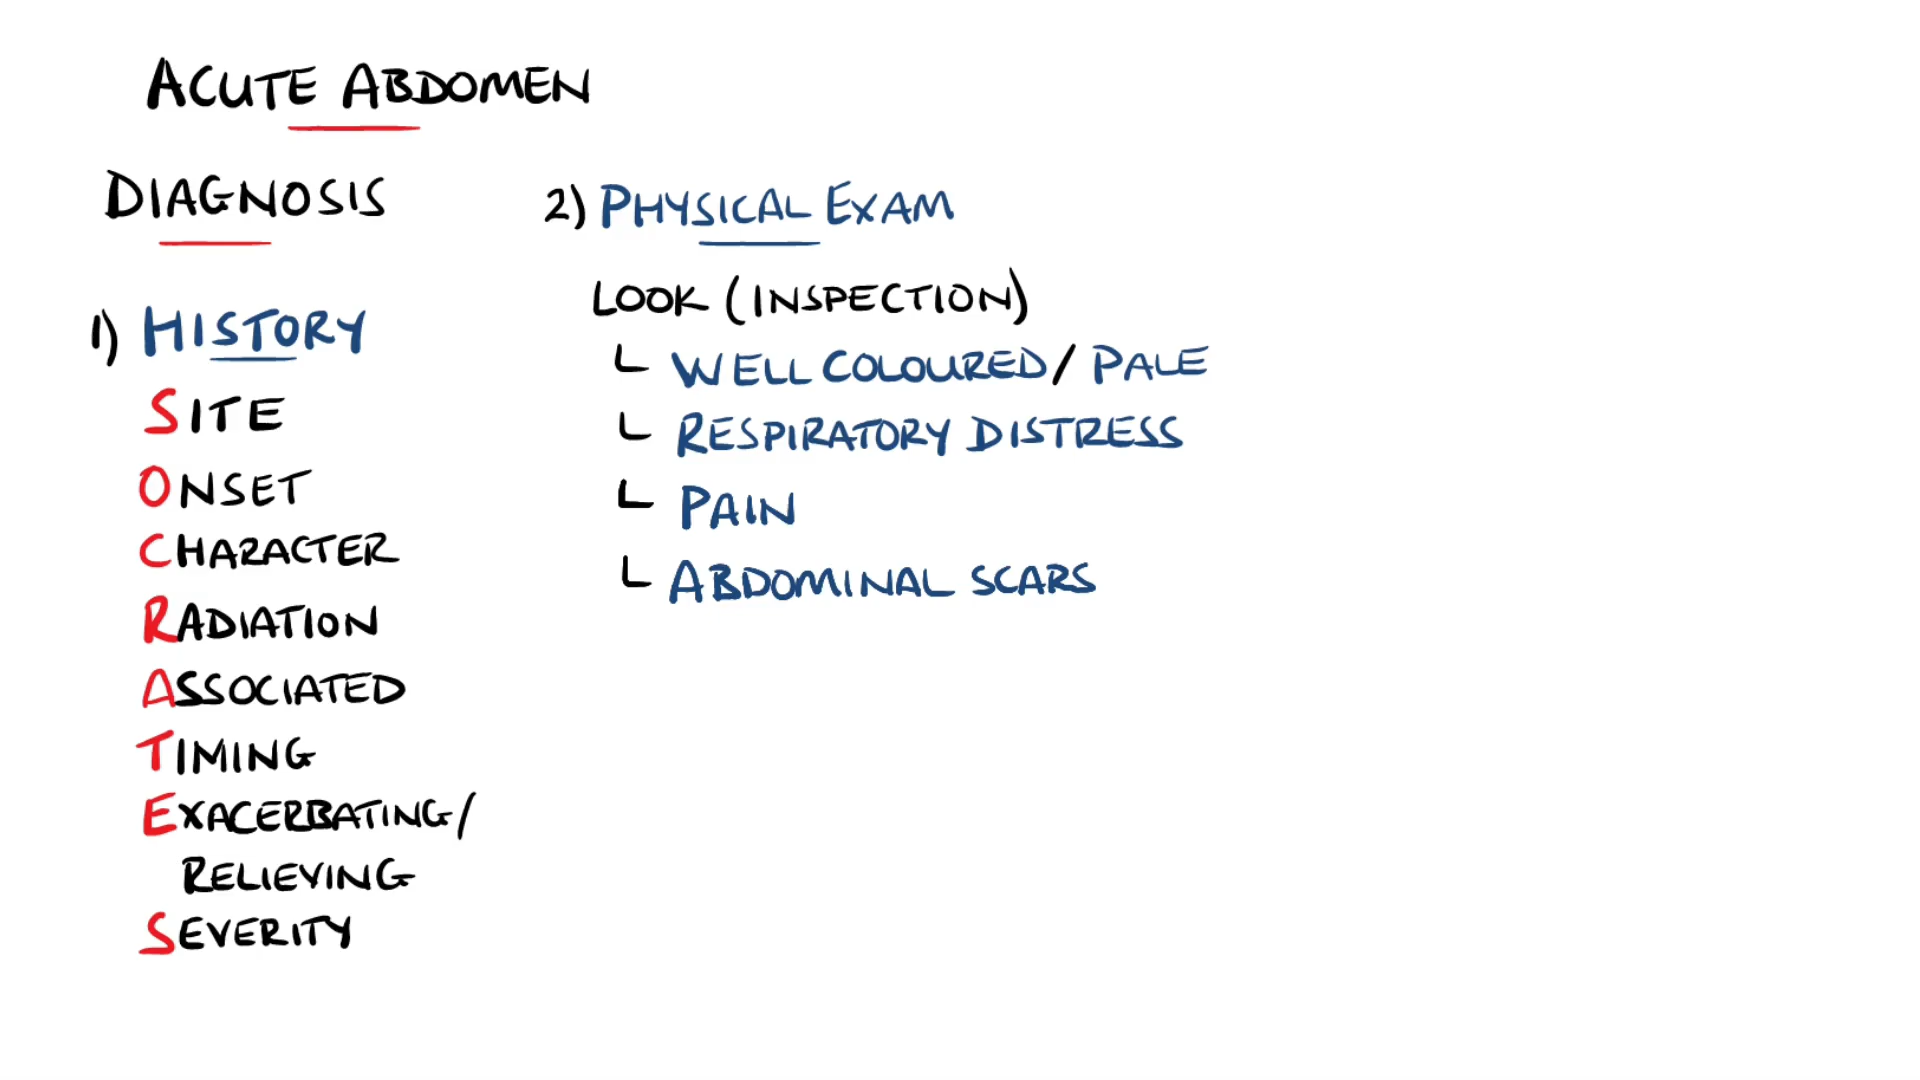 ACUTE ABDOMEN
DIAGNOSIS
1) HISTORY
SITE
ONSET
CHARACTER
RADIATION
ASSOCIATED
TIMING
EXACERBATING/
RELIEVING
SEVERITY
2) PHYSICAL EXAM
LOOK (INSPECTION)
WELL COLOURED/ PALE
RESPIRATORY DISTRESS
PAIN
ABDOMINAL SCARS